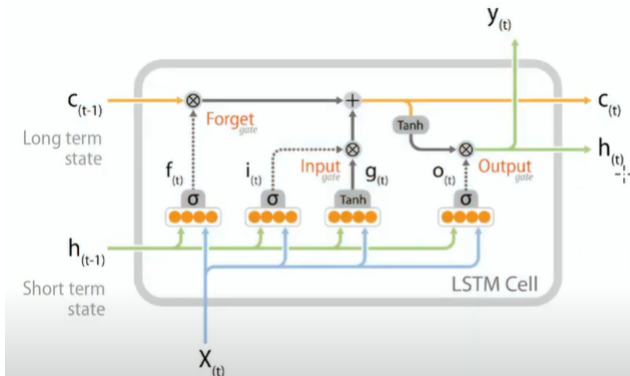 y(t)
c(t-1)
c(t)
Long term
state
Forget
gate
Tanh
f(t)
i(t)
Input
gate
g(t)
o(t)
Output
gate
h(t)
σ
σ
Tanh
σ
h(t-1)
Short term
state
LSTM Cell
X(t)